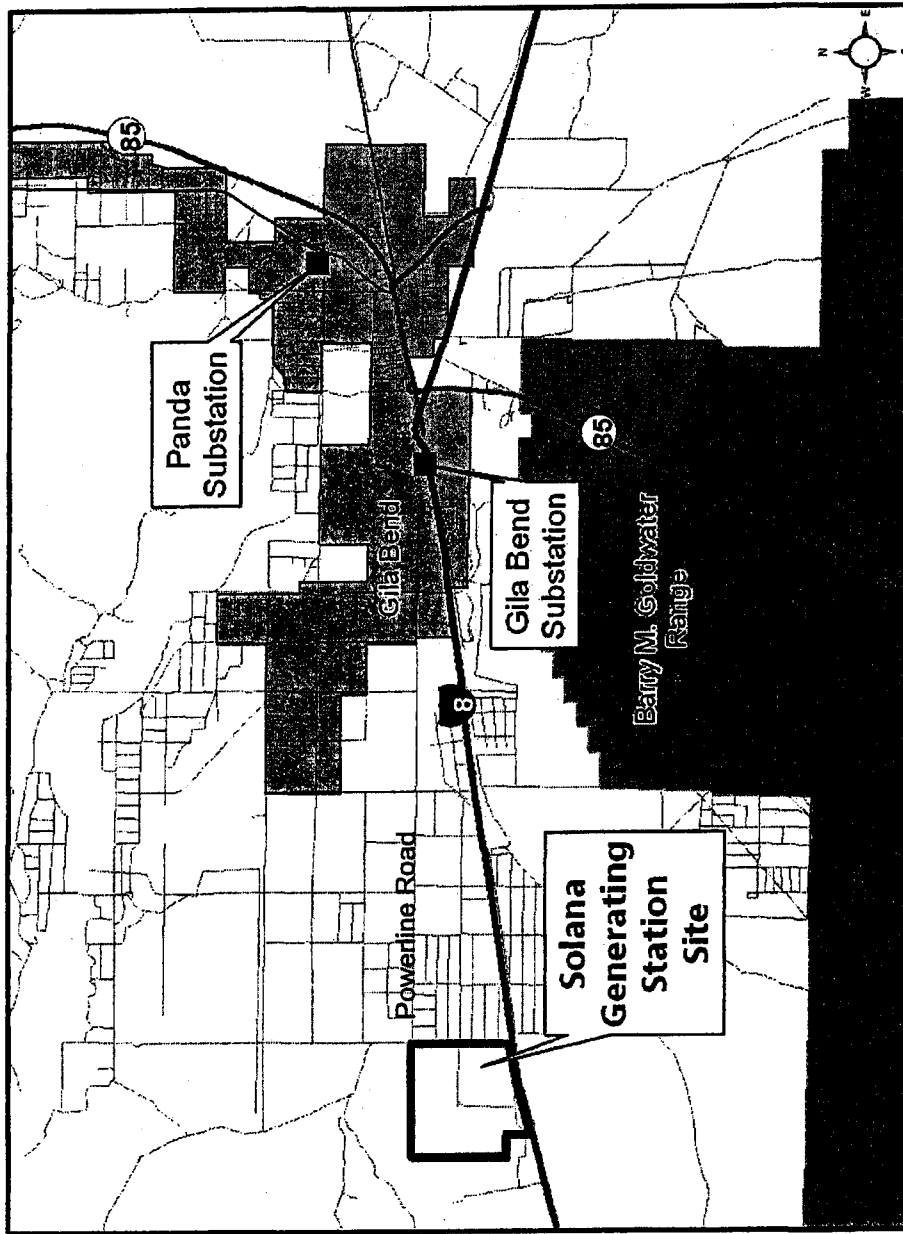 N
W
E
85
Panda
Substation
Gila Bend
Gila Bend
Substation
85
8
Barry M. Goldwater
Range
Powerline Road
Solana
Generating
Station
Site